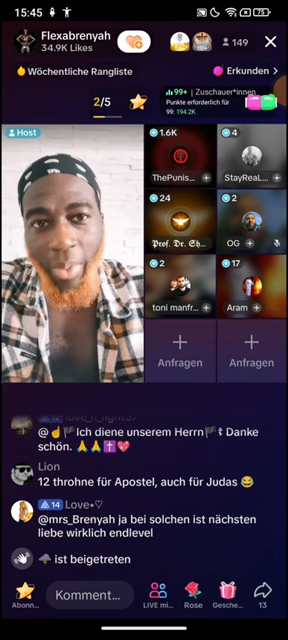 15:45
75
Flexabrenyah
34.9K Likes
149
Wöchentliche Rangliste
Erkunden >
2/5
99+ | Zuschauer*innen
Punkte erforderlich für
99: 194.2K
Host
1.6K
ThePunis...
4
StayReaL...
24
Prof. Dr. Sh...
2
OG
2
toni manfr...
17
Aram
Anfragen
Anfragen
@☝️🏴Ich diene unserem Herrn🏴⚕ Danke
schön. 🙏🙏✝️💖
Lion
12 throhne für Apostel, auch für Judas 😂
14 Love•♡
@mrs_Brenyah ja bei solchen ist nächsten
liebe wirklich endlevel
ist beigetreten
Abonn...
Komment...
LIVE mi...
Rose
Gesche...
13